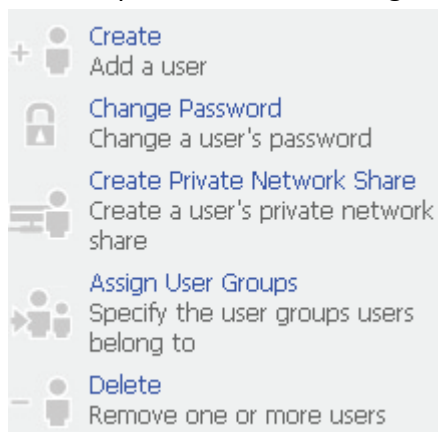 Create
Add a user
Change Password
Change a user's password
Create Private Network Share
Create a user's private network
share
Assign User Groups
Specify the user groups users
belong to
Delete
Remove one or more users